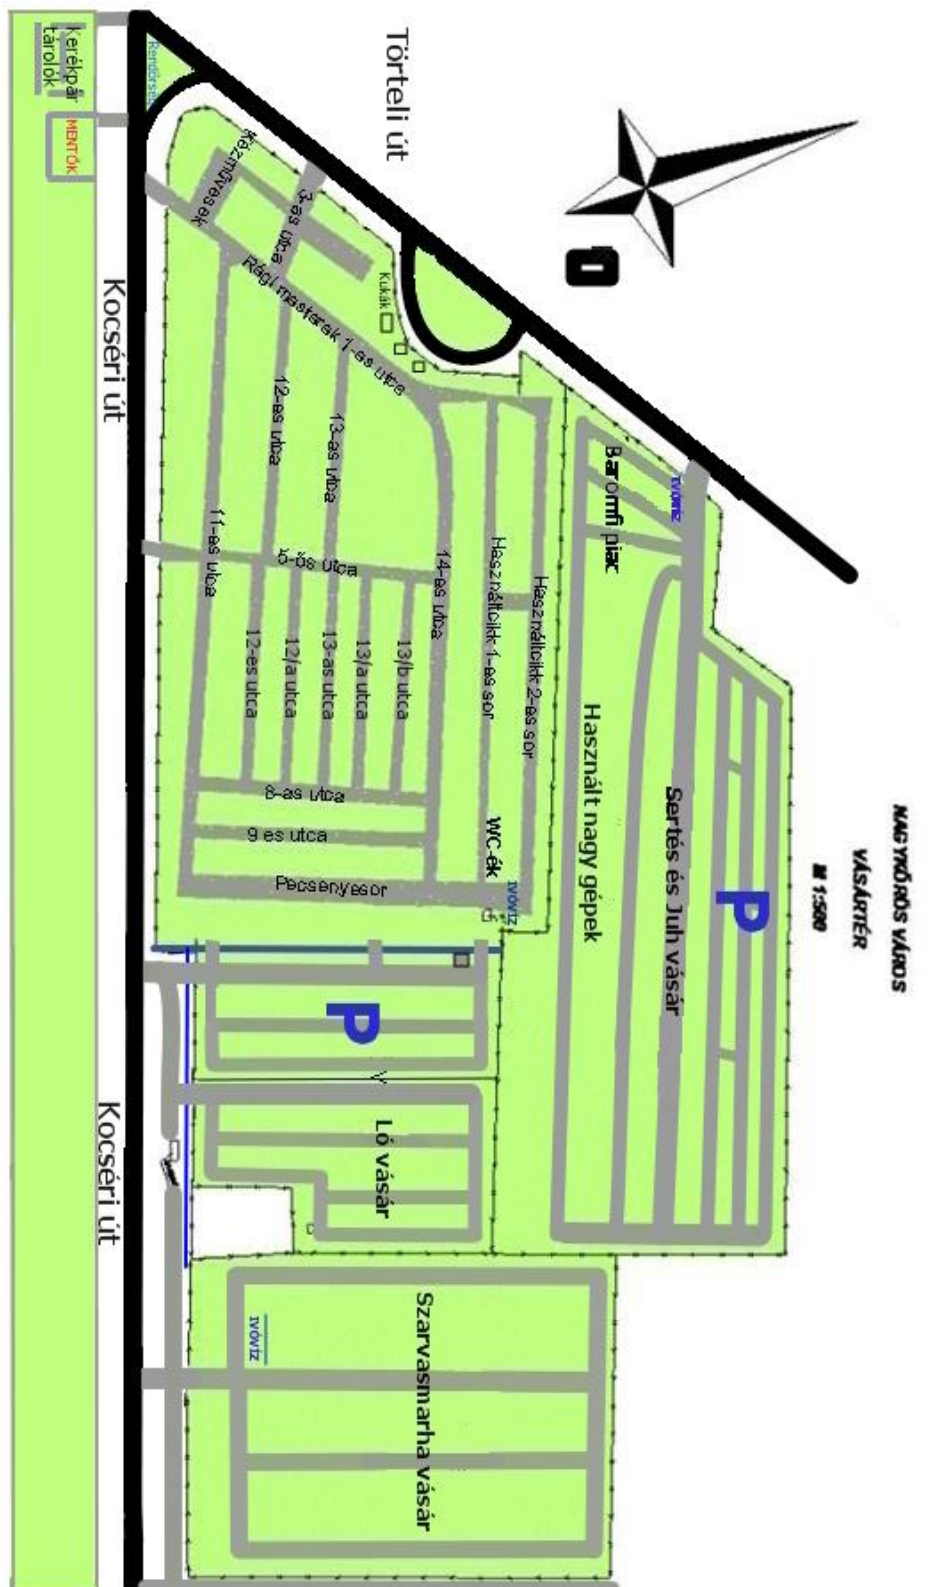 NAGYKŐRÖS VÁROS
VÁSÁRTÉR
M 1:500
Törteli út
Kerékpár
tárolók
MENTŐK
Rendőrség
Kocséri út
Kocséri út
Kézművesek
3-as utca
Régi mesterek 1-es utca
Kukák
11-es utca
12-es utca
13-as utca
14-es utca
5-ös utca
12-es utca
12/a utca
13-as utca
13/a utca
13/b utca
8-as utca
9 es utca
Pecsenyesor
Használtcikk 1-es sor
Használtcikk 2-es sor
WC-ék
IVÓVÍZ
Baromfi piac
IVÓVÍZ
Használt nagy gépek
Sertés és Juh vásár
P
P
Ló vásár
Szarvasmarha vásár
IVÓVÍZ